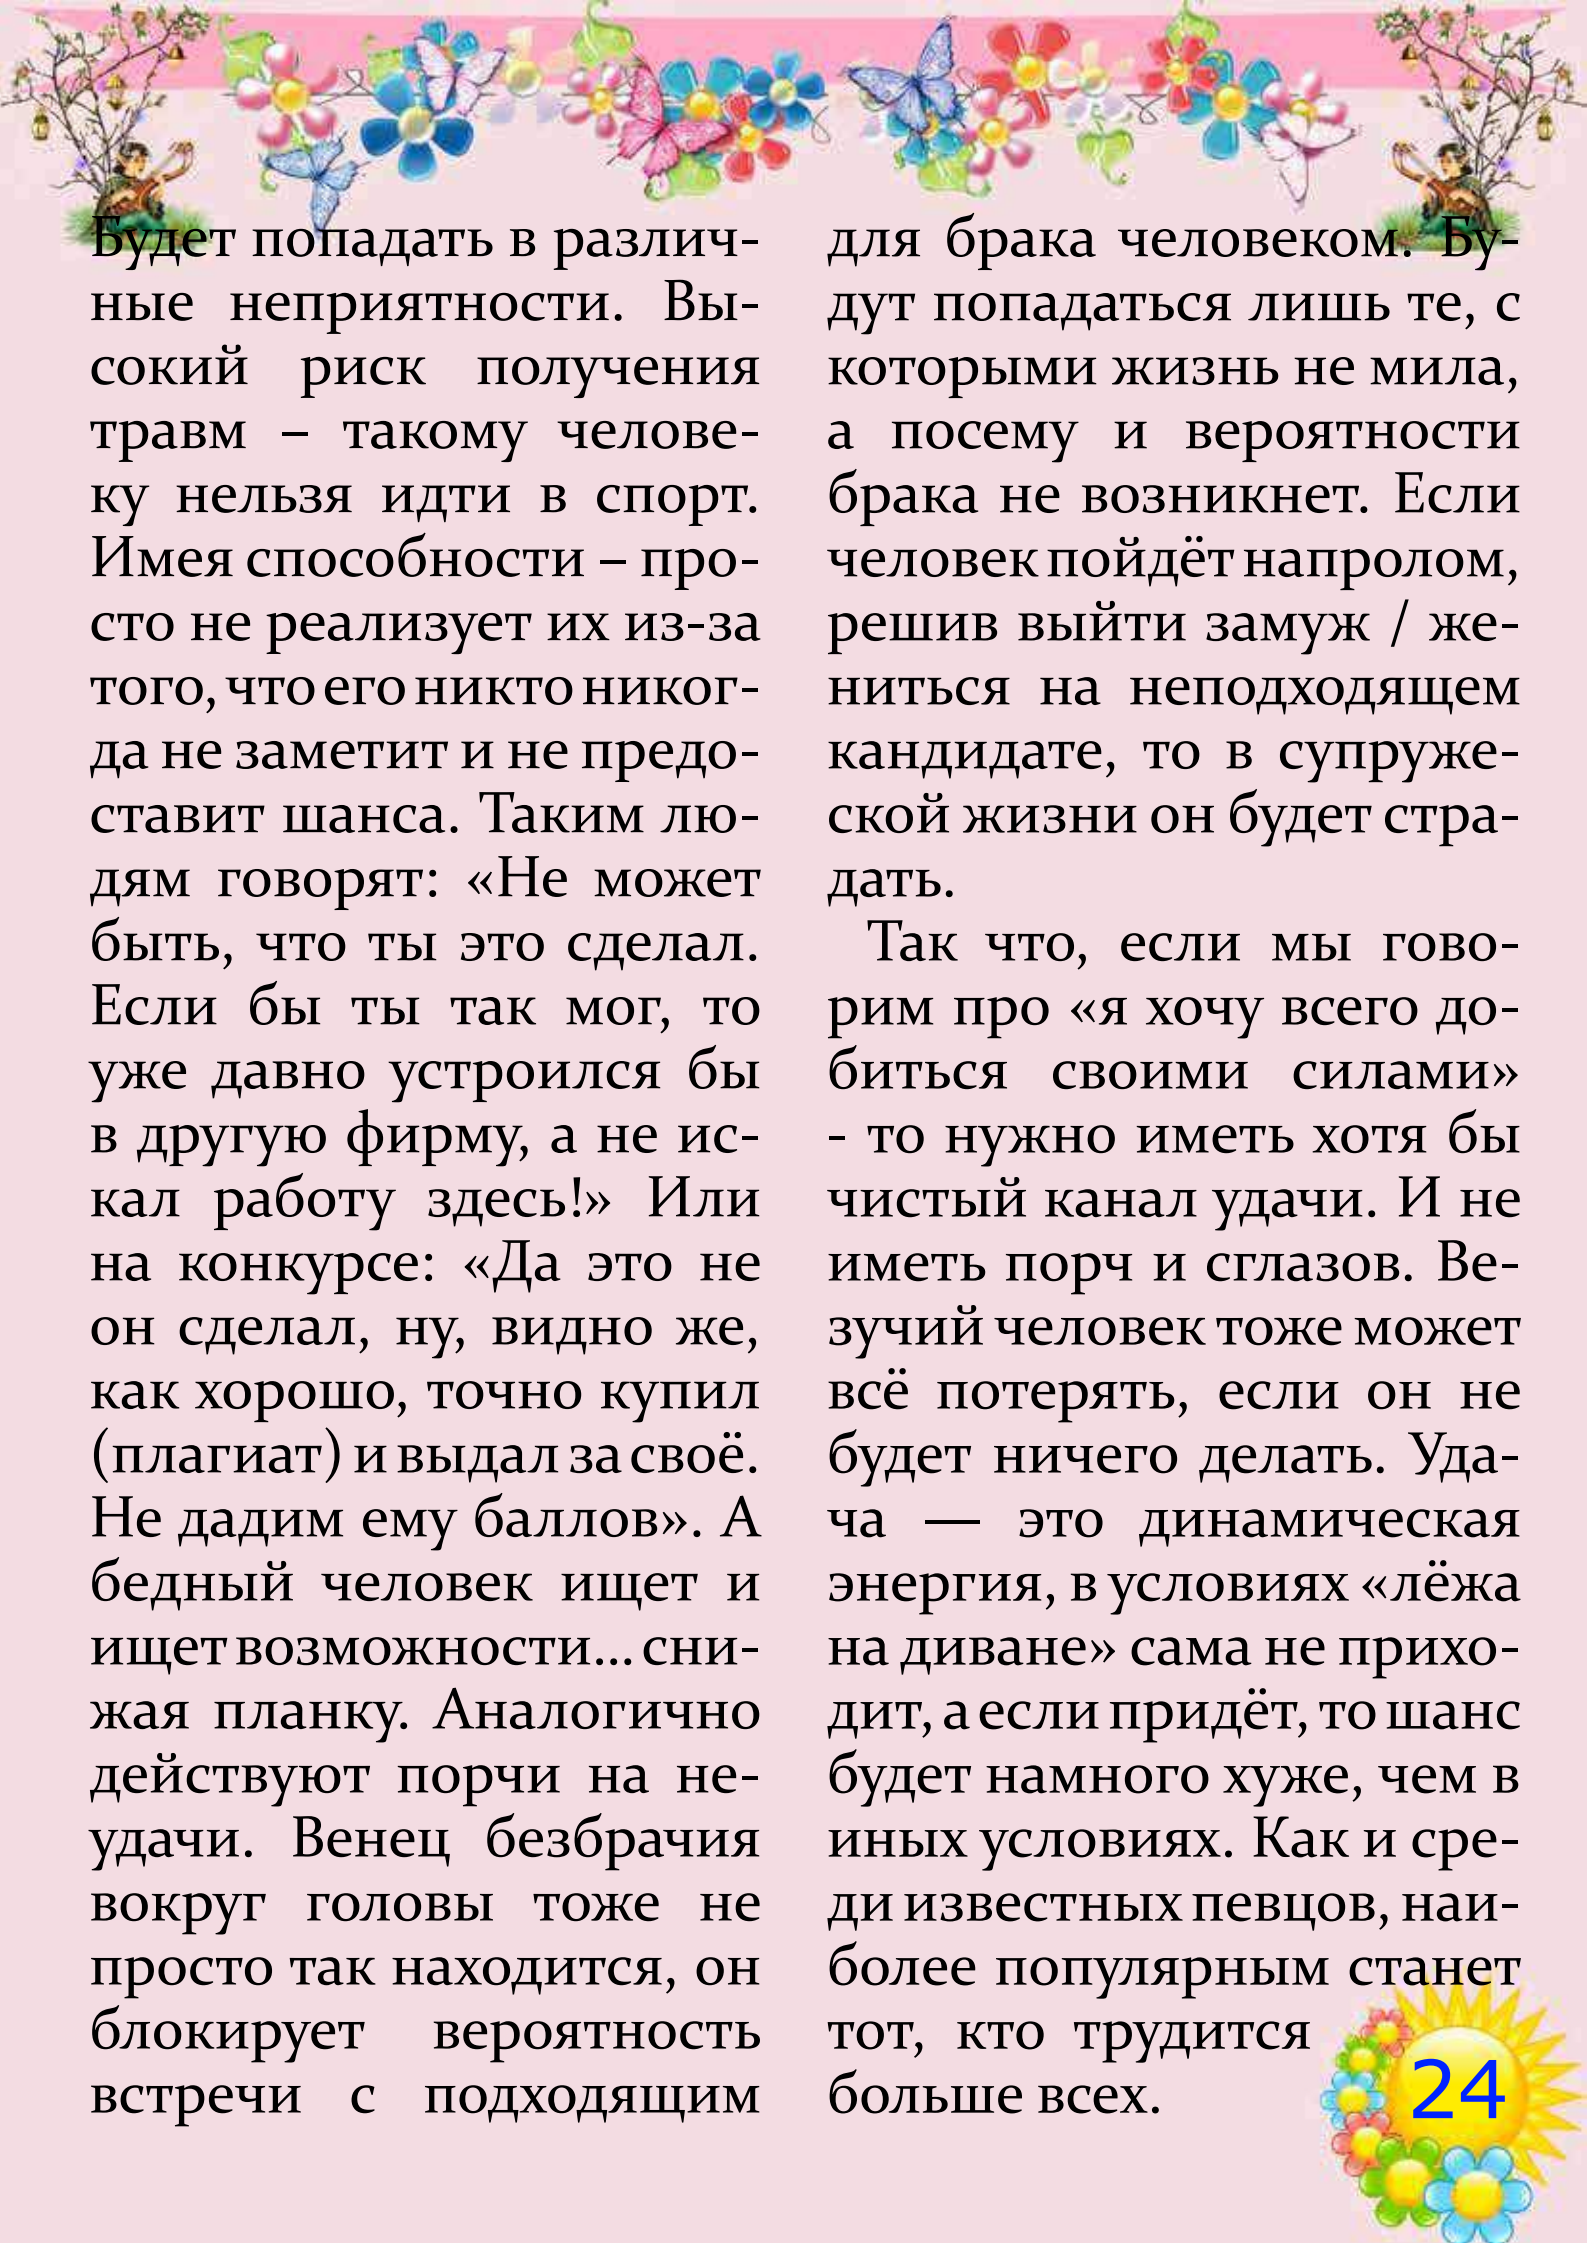 Будет попадать в различ-
ные неприятности. Вы-
сокий риск получения
травм – такому челове-
ку нельзя идти в спорт.
Имея способности – про-
сто не реализует их из-за
того, что его никто никог-
да не заметит и не предо-
ставит шанса. Таким лю-
дям говорят: «Не может
быть, что ты это сделал.
Если бы ты так мог, то
уже давно устроился бы
в другую фирму, а не ис-
кал работу здесь!» Или
на конкурсе: «Да это не
он сделал, ну, видно же,
как хорошо, точно купил
(плагиат) и выдал за своё.
Не дадим ему баллов». А
бедный человек ищет и
ищет возможности... сни-
жая планку. Аналогично
действуют порчи на не-
удачи. Венец безбрачия
вокруг головы тоже не
просто так находится, он
блокирует вероятность
встречи с подходящим
для брака человеком. Бу-
дут попадаться лишь те, с
которыми жизнь не мила,
а посему и вероятности
брака не возникнет. Если
человек пойдёт напролом,
решив выйти замуж / же-
ниться на неподходящем
кандидате, то в супруже-
ской жизни он будет стра-
дать.
Так что, если мы гово-
рим про «я хочу всего до-
биться своими силами»
- то нужно иметь хотя бы
чистый канал удачи. И не
иметь порч и сглазов. Ве-
зучий человек тоже может
всё потерять, если он не
будет ничего делать. Уда-
ча — это динамическая
энергия, в условиях «лёжа
на диване» сама не прихо-
дит, а если придёт, то шанс
будет намного хуже, чем в
иных условиях. Как и сре-
ди известных певцов, наи-
более популярным станет
тот, кто трудится
больше всех.
24